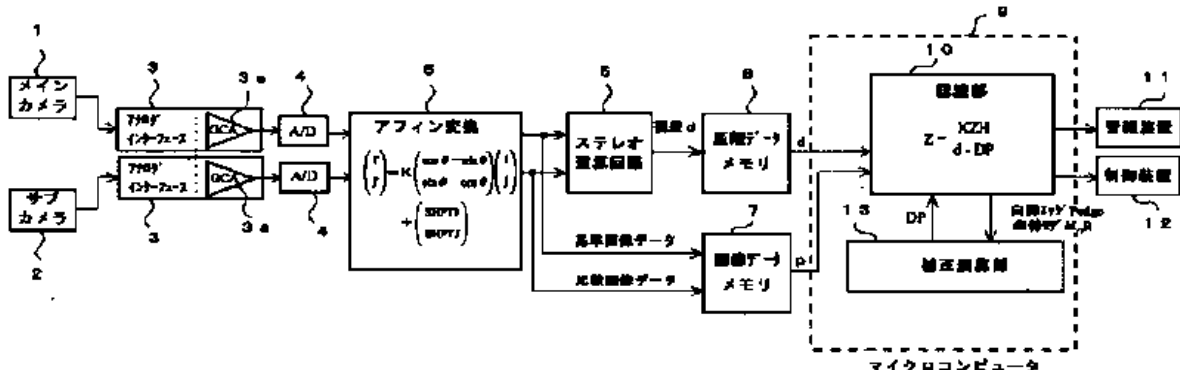 1
メイン
カメラ
サブ
カメラ
2
3
アナログ
インターフェース
GCA
3a
4
A/D
アナログ
インターフェース
GCA
3a
3
A/D
4
アフィン変換
+
5
ステレオ
視差 d
距離データ
メモリ
d
基準画像データ
比較画像データ
7
画像データ
メモリ
p
9
10
認識部
KZH
Z=
d-DP
11
警報装置
制御装置
12
13
DP
補正演算部
マイクロコンピュータ